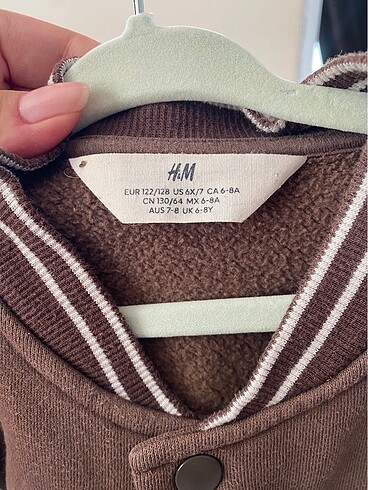 H&M
EUR 122/128 US 6X/7 CA 6-8A
CN 130/64 MX 6-8A
AUS 7-8 UK 6-8Y